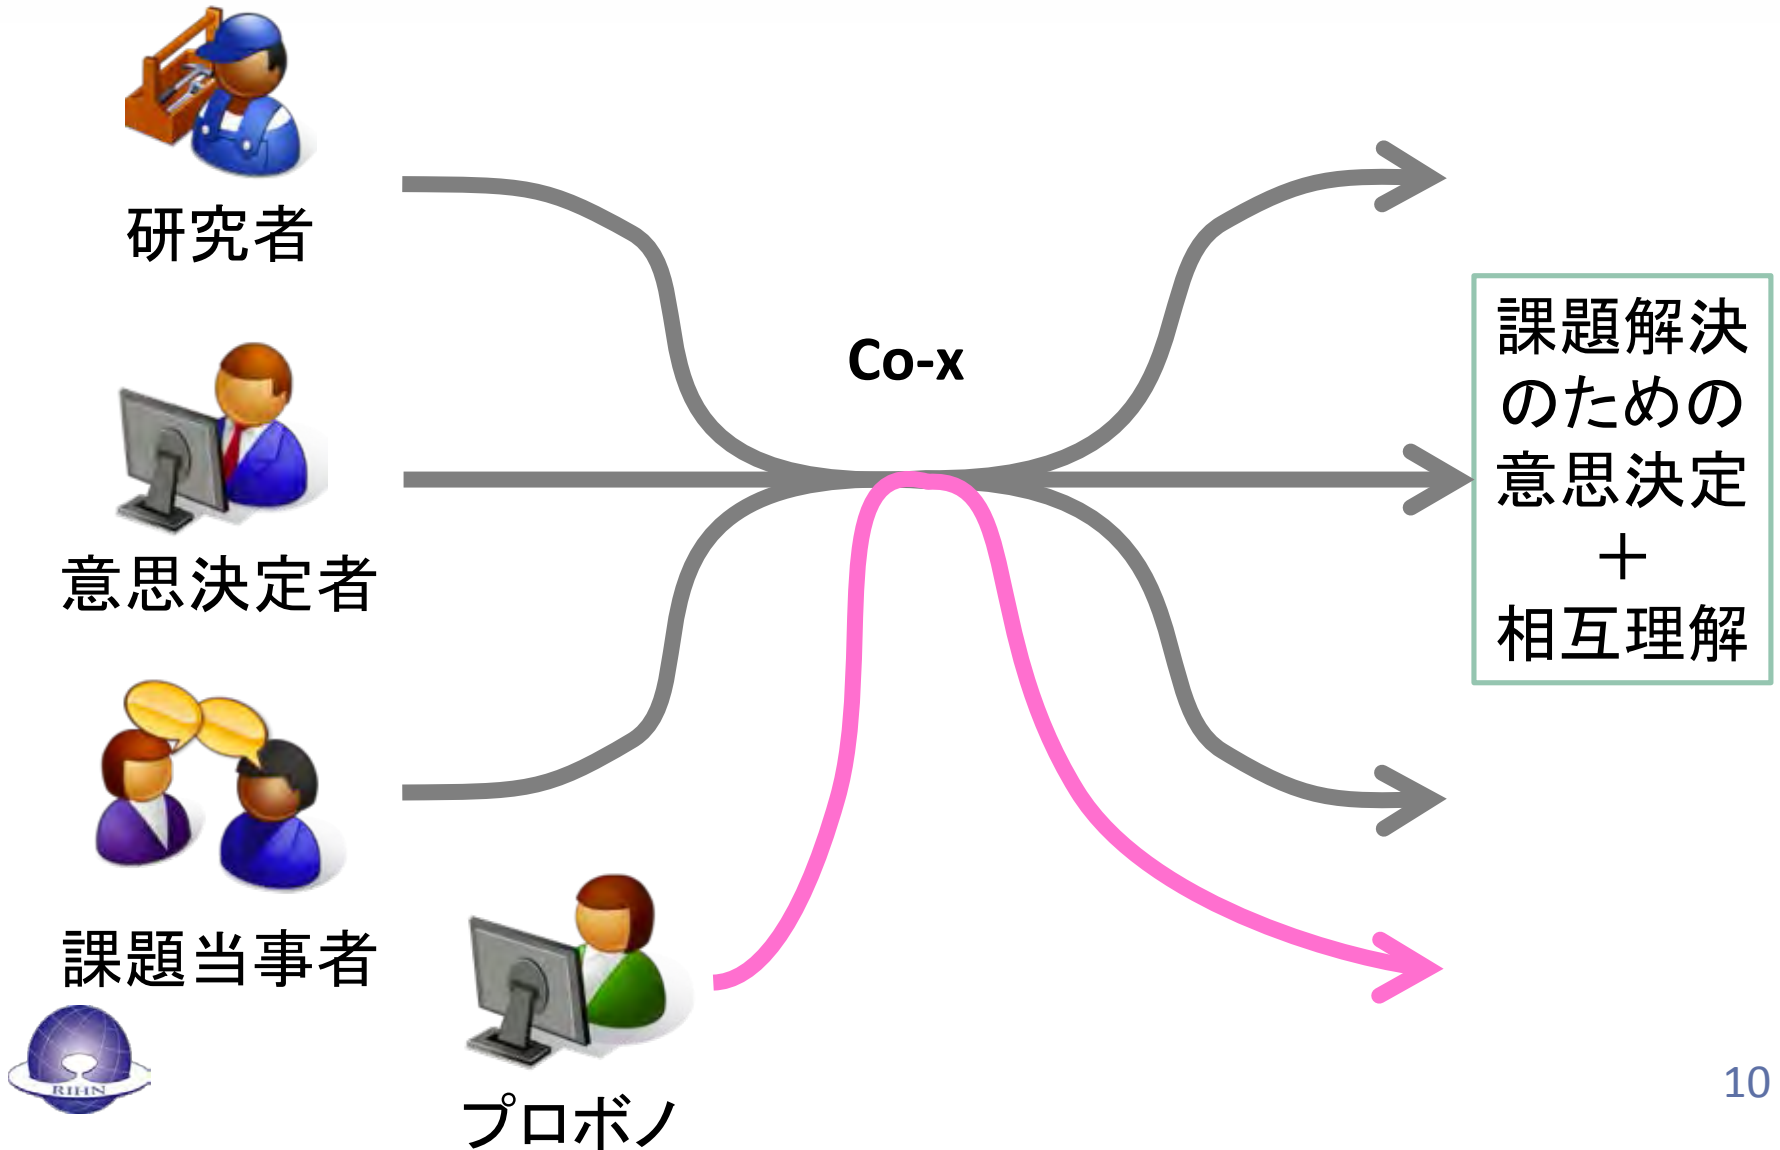 研究者
Co-x
意思決定者
課題当事者
プロボノ
課題解決
のための
意思決定
＋
相互理解
RIHN
10